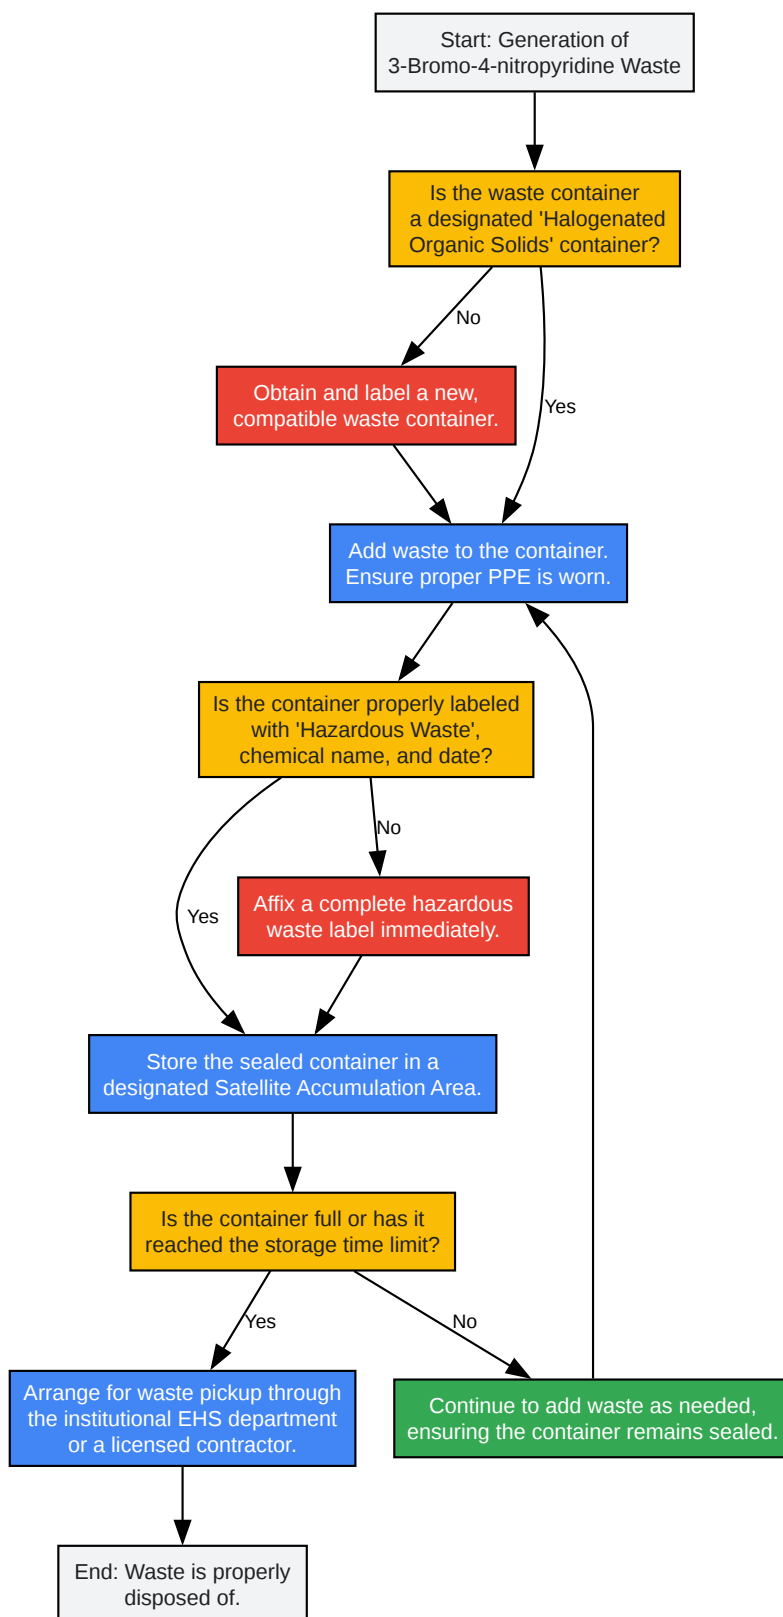 Start: Generation of
3-Bromo-4-nitropyridine Waste
Is the waste container
a designated 'Halogenated
Organic Solids' container?
No
Yes
Obtain and label a new,
compatible waste container.
Add waste to the container.
Ensure proper PPE is worn.
Is the container properly labeled
with 'Hazardous Waste',
chemical name, and date?
No
Yes
Affix a complete hazardous
waste label immediately.
Store the sealed container in a
designated Satellite Accumulation Area.
Is the container full or has it
reached the storage time limit?
Yes
No
Arrange for waste pickup through
the institutional EHS department
or a licensed contractor.
Continue to add waste as needed,
ensuring the container remains sealed.
End: Waste is properly
disposed of.